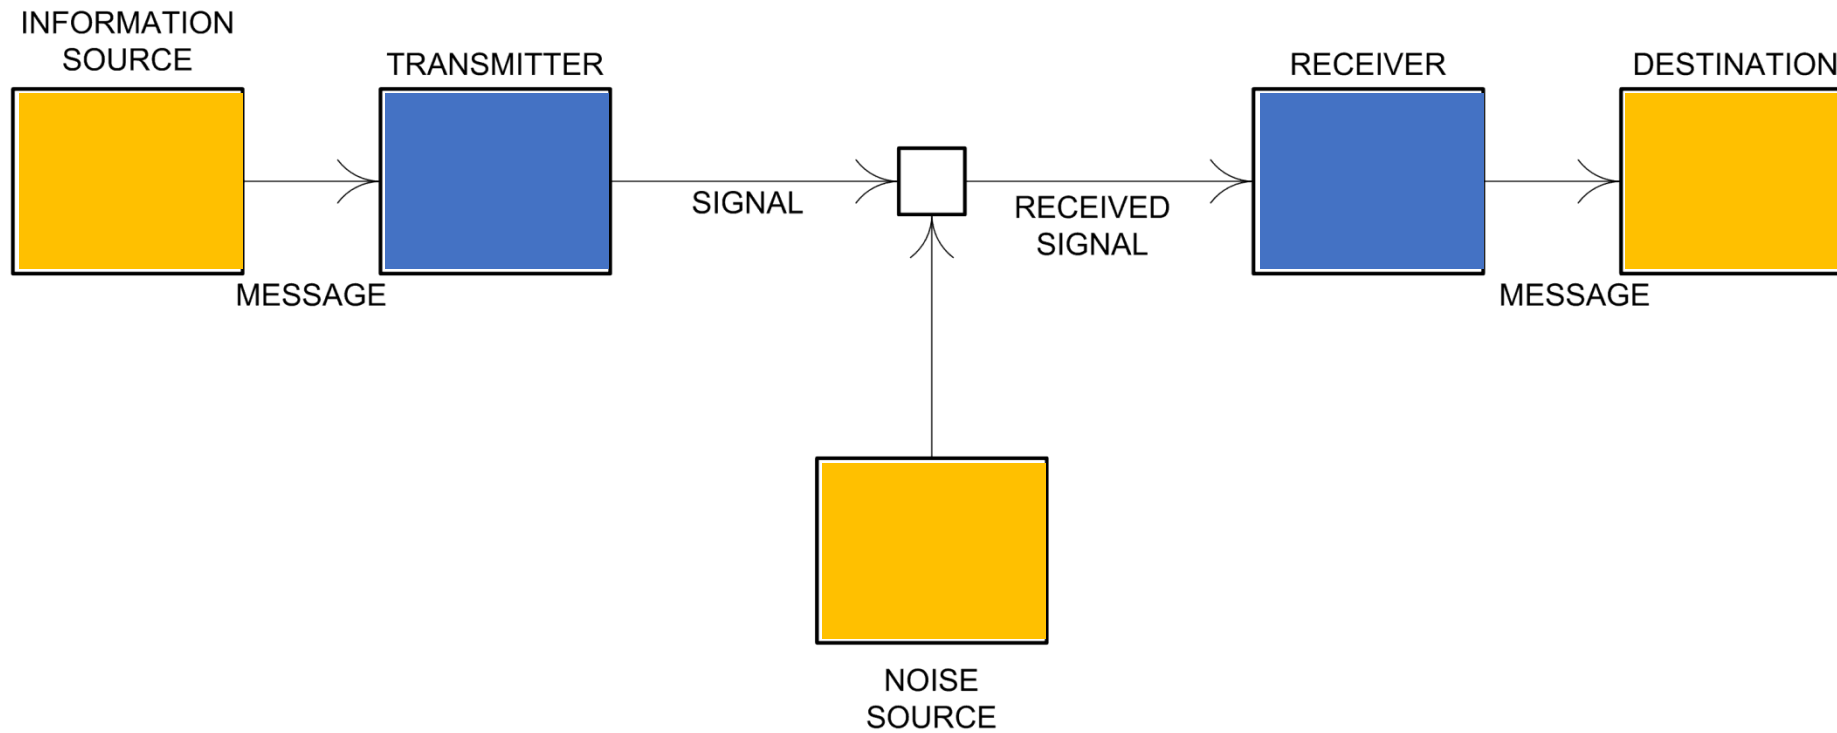 INFORMATION
SOURCE
TRANSMITTER
RECEIVER
DESTINATION
SIGNAL
RECEIVED
SIGNAL
MESSAGE
MESSAGE
NOISE
SOURCE